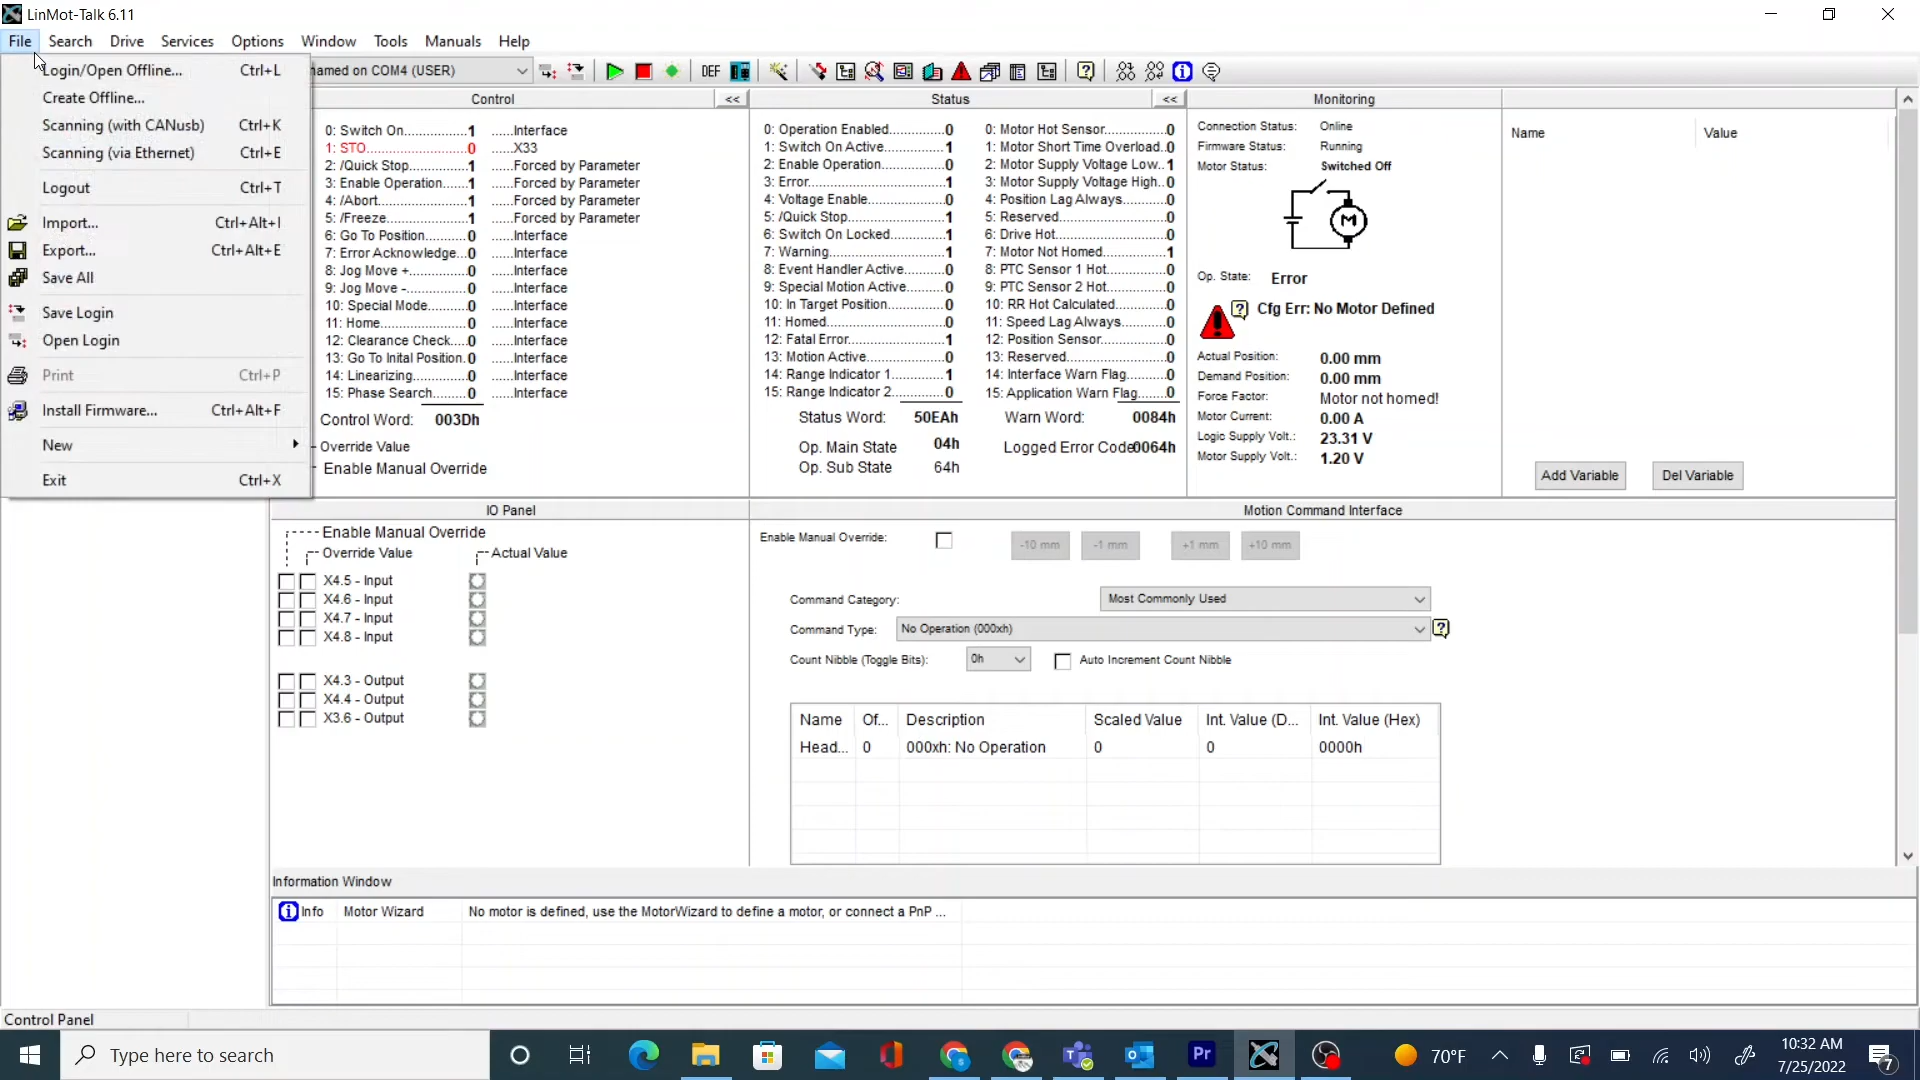 LinMot-Talk 6.11
File Search Drive Services Options Window Tools Manuals Help
Login/Open Offline... Ctrl+L
Create Offline...
Scanning (with CANusb) Ctrl+K
Scanning (via Ethernet) Ctrl+E
Logout Ctrl+T
Import... Ctrl+Alt+I
Export... Ctrl+Alt+E
Save All
Save Login
Open Login
Print Ctrl+P
Install Firmware... Ctrl+Alt+F
New
Exit Ctrl+X
named on COM4 (USER)
DEF
Control <<
0: Switch On................1 ......Interface
1: STO.........................0 ......X33
2: /Quick Stop..............1 ......Forced by Parameter
3: Enable Operation.......1 ......Forced by Parameter
4: /Abort......................1 ......Forced by Parameter
5: /Freeze....................1 ......Forced by Parameter
6: Go To Position...........0 ......Interface
7: Error Acknowledge...0 ......Interface
8: Jog Move +...............0 ......Interface
9: Jog Move -................0 ......Interface
10: Special Mode..........0 ......Interface
11: Home.....................0 ......Interface
12: Clearance Check.....0 ......Interface
13: Go To Inital Position.0 ......Interface
14: Linearizing..............0 ......Interface
15: Phase Search.........0 ......Interface
Control Word: 003Dh
Override Value
Enable Manual Override
Status <<
0: Operation Enabled..............0
1: Switch On Active................1
2: Enable Operation................0
3: Error..................................1
4: Voltage Enable...................0
5: /Quick Stop........................1
6: Switch On Locked...............1
7: Warning.............................1
8: Event Handler Active...........0
9: Special Motion Active..........0
10: In Target Position..............0
11: Homed.............................0
12: Fatal Error........................1
13: Motion Active....................0
14: Range Indicator 1..............1
15: Range Indicator 2..............0
Status Word: 50EAh
Op. Main State 04h
Op. Sub State 64h
0: Motor Hot Sensor................0
1: Motor Short Time Overload..0
2: Motor Supply Voltage Low..1
3: Motor Supply Voltage High..0
4: Position Lag Always............0
5: Reserved...........................0
6: Drive Hot...........................0
7: Motor Not Homed...............1
8: PTC Sensor 1 Hot...............0
9: PTC Sensor 2 Hot...............0
10: RR Hot Calculated.............0
11: Speed Lag Always.............0
12: Position Sensor.................0
13: Reserved.........................0
14: Interface Warn Flag...........0
15: Application Warn Flag........0
Warn Word: 0084h
Logged Error Code 0064h
Monitoring
Connection Status: Online
Firmware Status: Running
Motor Status: Switched Off
M
Op. State: Error
? Cfg Err: No Motor Defined
Actual Position: 0.00 mm
Demand Position: 0.00 mm
Force Factor: Motor not homed!
Motor Current: 0.00 A
Logic Supply Volt.: 23.31 V
Motor Supply Volt.: 1.20 V
Name Value
Add Variable Del Variable
IO Panel
Enable Manual Override
Override Value Actual Value
X4.5 - Input
X4.6 - Input
X4.7 - Input
X4.8 - Input
X4.3 - Output
X4.4 - Output
X3.6 - Output
Motion Command Interface
Enable Manual Override: -10 mm -1 mm +1 mm +10 mm
Command Category: Most Commonly Used
Command Type: No Operation (000xh) ?
Count Nibble (Toggle Bits): 0h Auto Increment Count Nibble
Name Of... Description Scaled Value Int. Value (D... Int. Value (Hex)
Head... 0 000xh: No Operation 0 0 0000h
Information Window
Info Motor Wizard No motor is defined, use the MotorWizard to define a motor, or connect a PnP ...
Control Panel
Type here to search
Pr
70°F
10:32 AM
7/25/2022
7